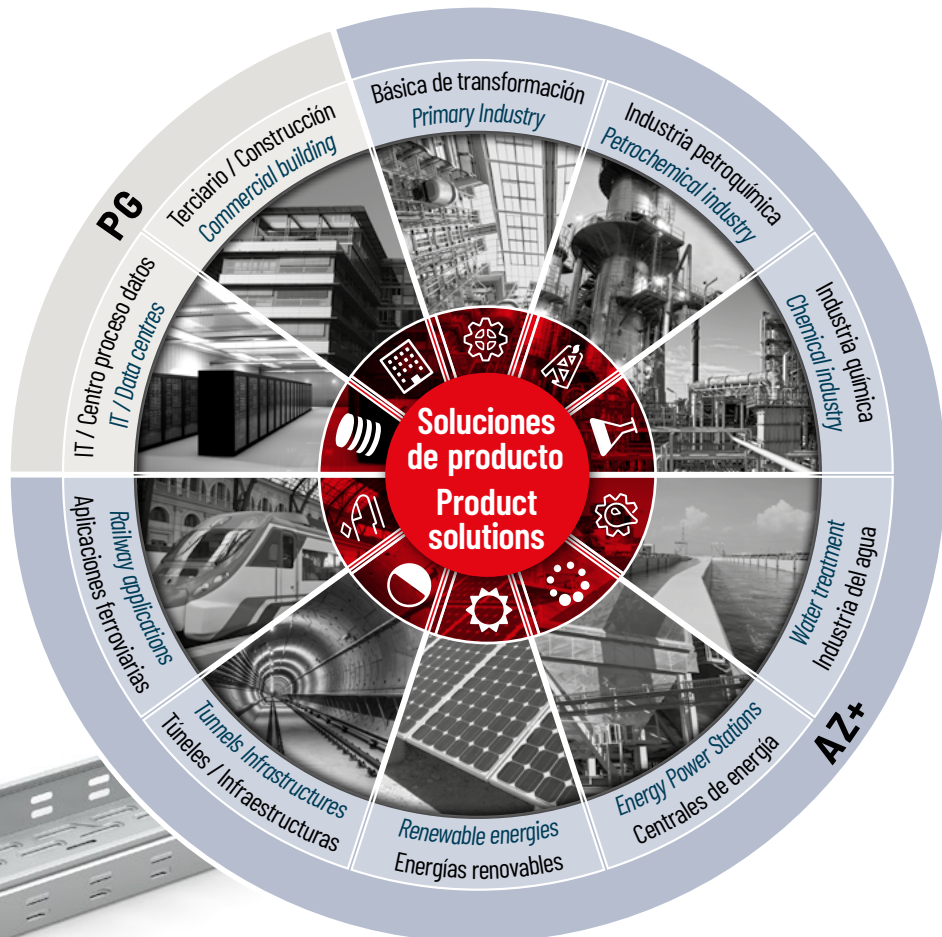 PG
Terciario / Construcción
Commercial building
IT / Centro proceso datos
IT / Data centres
Básica de transformación
Primary Industry
Industria petroquímica
Petrochemical industry
Industria química
Chemical industry
Soluciones
de producto
Product
solutions
Water treatment
Industria del agua
AZ+
Energy Power Stations
Centrales de energía
Renewable energies
Energías renovables
Tunnels Infrastructures
Túneles / Infraestructuras
Railway applications
Aplicaciones ferroviarias